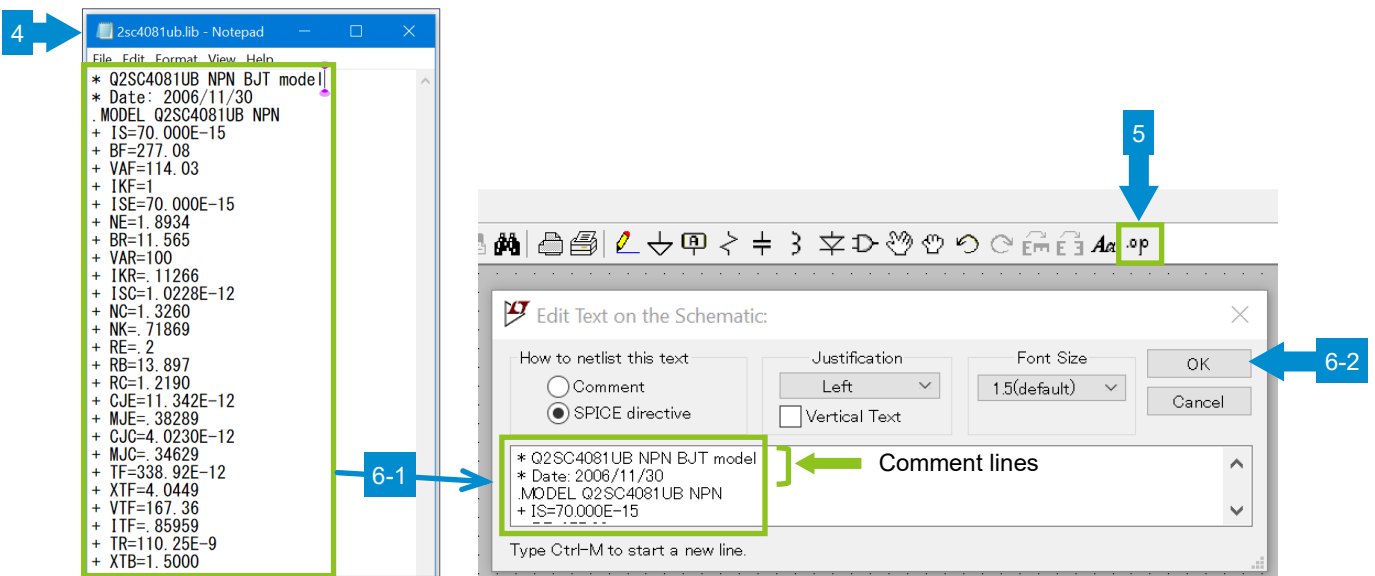 4
2sc4081ub.lib - Notepad
File Edit Format View Help
* Q2SC4081UB NPN BJT model
* Date: 2006/11/30
.MODEL Q2SC4081UB NPN
+ IS=70.000E-15
+ BF=277.08
+ VAF=114.03
+ IKF=1
+ ISE=70.000E-15
+ NE=1.8934
+ BR=11.565
+ VAR=100
+ IKR=.11266
+ ISC=1.0228E-12
+ NC=1.3260
+ NK=.71869
+ RE=.2
+ RB=13.897
+ RC=1.2190
+ CJE=11.342E-12
+ MJE=.38289
+ CJC=4.0230E-12
+ MJC=.34629
+ TF=338.92E-12
+ XTF=4.0449
+ VTF=167.36
+ ITF=.85959
+ TR=110.25E-9
+ XTB=1.5000
6-1
5
A
Aa .op
Edit Text on the Schematic:
How to netlist this text
Comment
SPICE directive
Justification
Left
Vertical Text
Font Size
1.5(default)
OK
Cancel
6-2
* Q2SC4081UB NPN BJT model
* Date: 2006/11/30
.MODEL Q2SC4081UB NPN
+ IS=70.000E-15
Comment lines
Type Ctrl-M to start a new line.